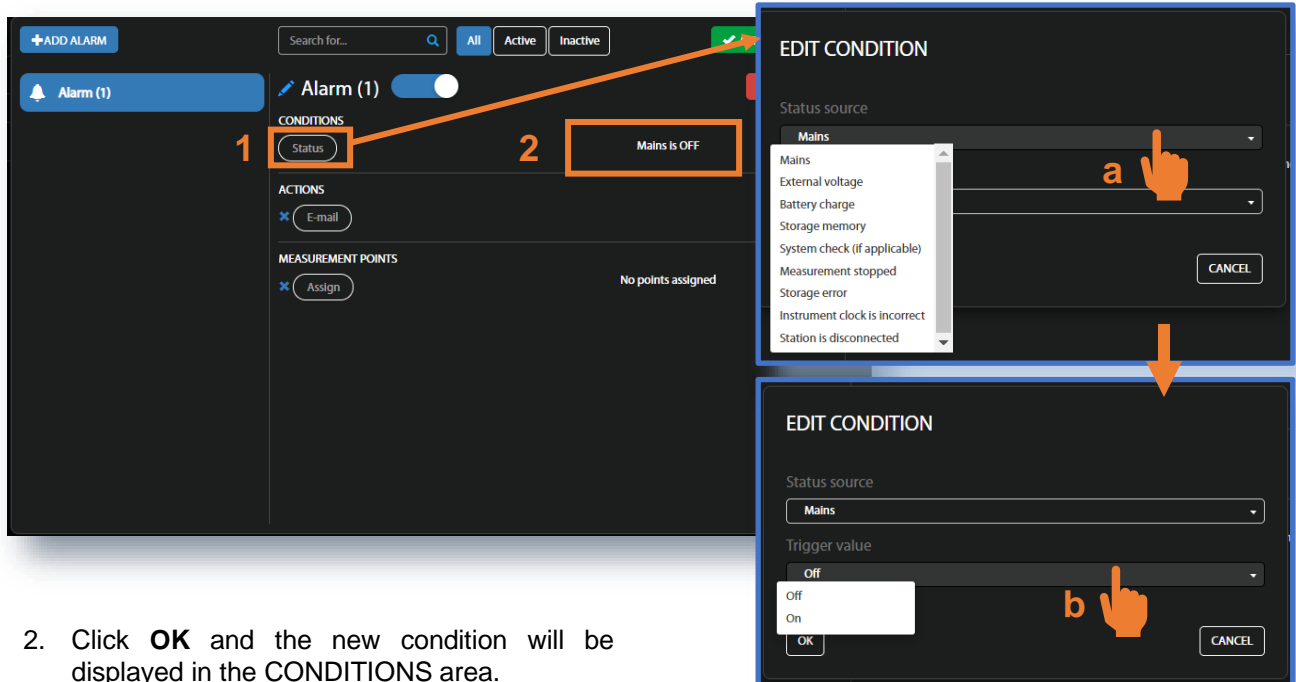 ADD ALARM
Search for...
All
Active
Inactive
Alarm (1)
Alarm (1)
CONDITIONS
1
Status
2
Mains is OFF
ACTIONS
E-mail
MEASUREMENT POINTS
Assign
No points assigned
EDIT CONDITION
Status source
Mains
a
Mains
External voltage
Battery charge
Storage memory
System check (if applicable)
Measurement stopped
Storage error
Instrument clock is incorrect
Station is disconnected
CANCEL
EDIT CONDITION
Status source
Mains
Trigger value
Off
b
Off
On
OK
CANCEL
2. Click OK and the new condition will be
displayed in the CONDITIONS area.